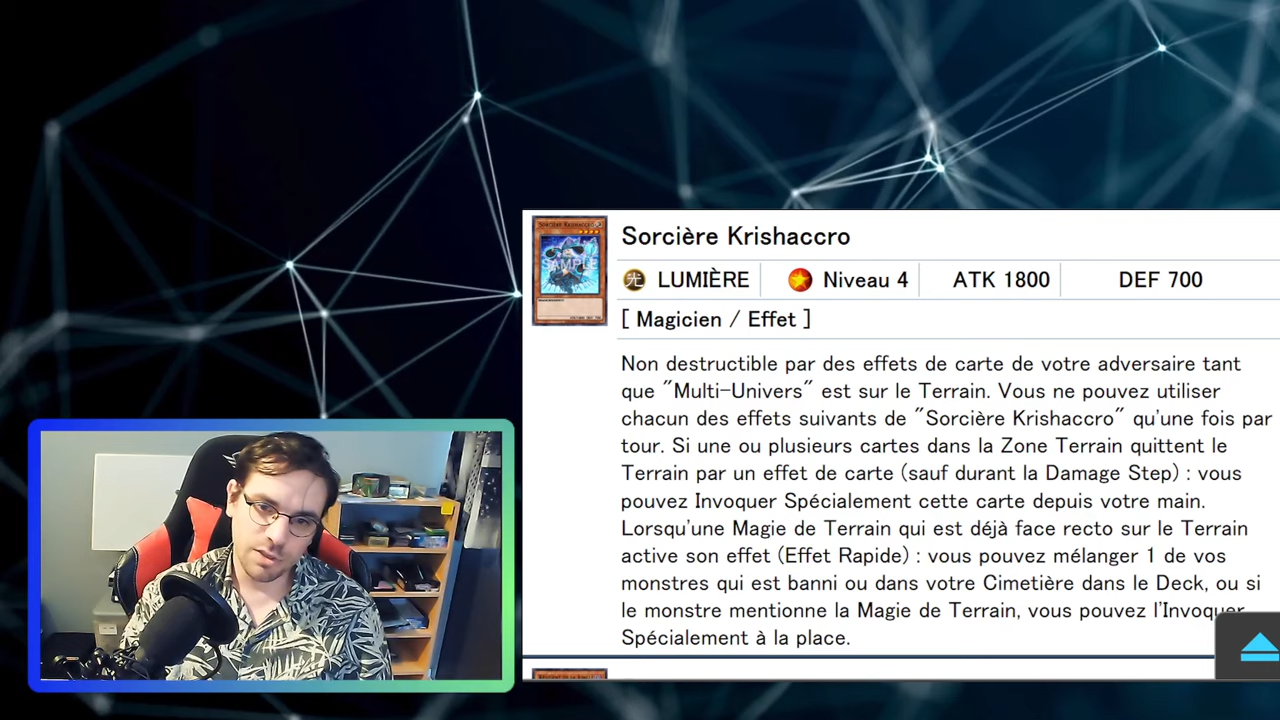 Sorcière Krishaccro
光 LUMIÈRE Niveau 4 ATK 1800 DEF 700
[ Magicien / Effet ]
SAMPLE
Non destructible par des effets de carte de votre adversaire tant
que "Multi-Univers" est sur le Terrain. Vous ne pouvez utiliser
chacun des effets suivants de "Sorcière Krishaccro" qu'une fois par
tour. Si une ou plusieurs cartes dans la Zone Terrain quittent le
Terrain par un effet de carte (sauf durant la Damage Step) : vous
pouvez Invoquer Spécialement cette carte depuis votre main.
Lorsqu'une Magie de Terrain qui est déjà face recto sur le Terrain
active son effet (Effet Rapide) : vous pouvez mélanger 1 de vos
monstres qui est banni ou dans votre Cimetière dans le Deck, ou si
le monstre mentionne la Magie de Terrain, vous pouvez l'Invoquer
Spécialement à la place.